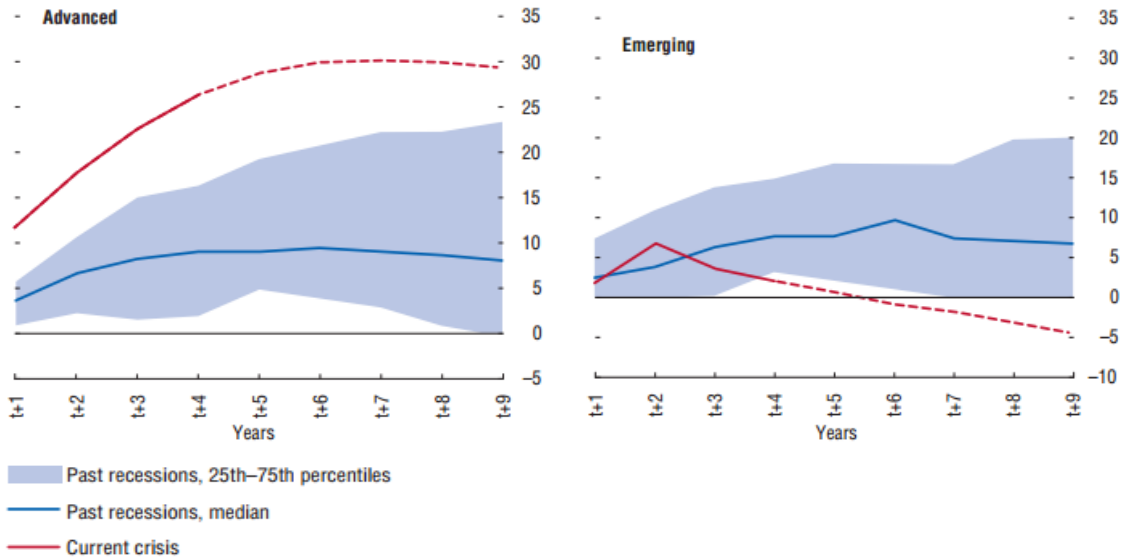 Advanced
35
30
25
20
15
10
5
0
–5
t+1
t+2
t+3
t+4
t+5
t+6
t+7
t+8
t+9
Years
Emerging
35
30
25
20
15
10
5
0
–5
–10
t+1
t+2
t+3
t+4
t+5
t+6
t+7
t+8
t+9
Years
Past recessions, 25th–75th percentiles
Past recessions, median
Current crisis